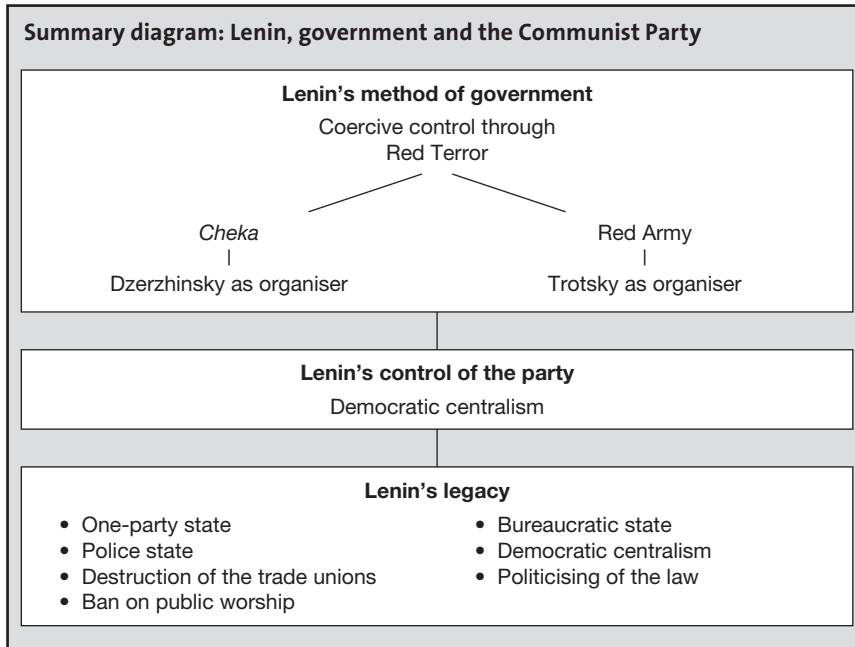 Summary diagram: Lenin, government and the Communist Party
Lenin’s method of government
Coercive control through
Red Terror
Cheka
Red Army
Dzerzhinsky as organiser
Trotsky as organiser
Lenin’s control of the party
Democratic centralism
Lenin’s legacy
• One-party state
• Police state
• Destruction of the trade unions
• Ban on public worship
• Bureaucratic state
• Democratic centralism
• Politicising of the law